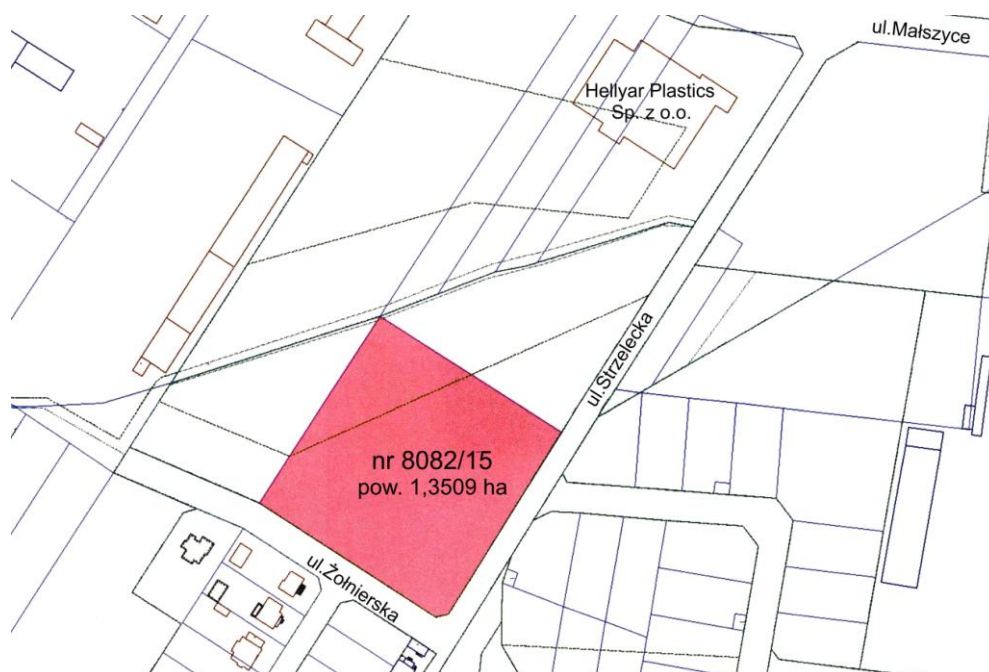 ul.Małszyce
Hellyar Plastics
Sp. z o.o.
ul.Strzelecka
nr 8082/15
pow. 1,3509 ha
ul.Żołnierska